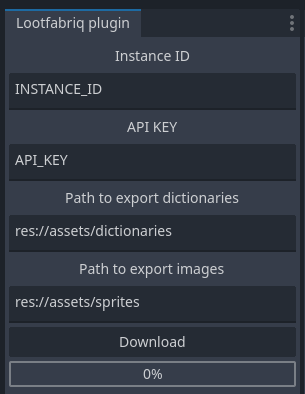 Lootfabriq plugin
Instance ID
INSTANCE_ID
API KEY
API_KEY
Path to export dictionaries
res://assets/dictionaries
Path to export images
res://assets/sprites
Download
0%